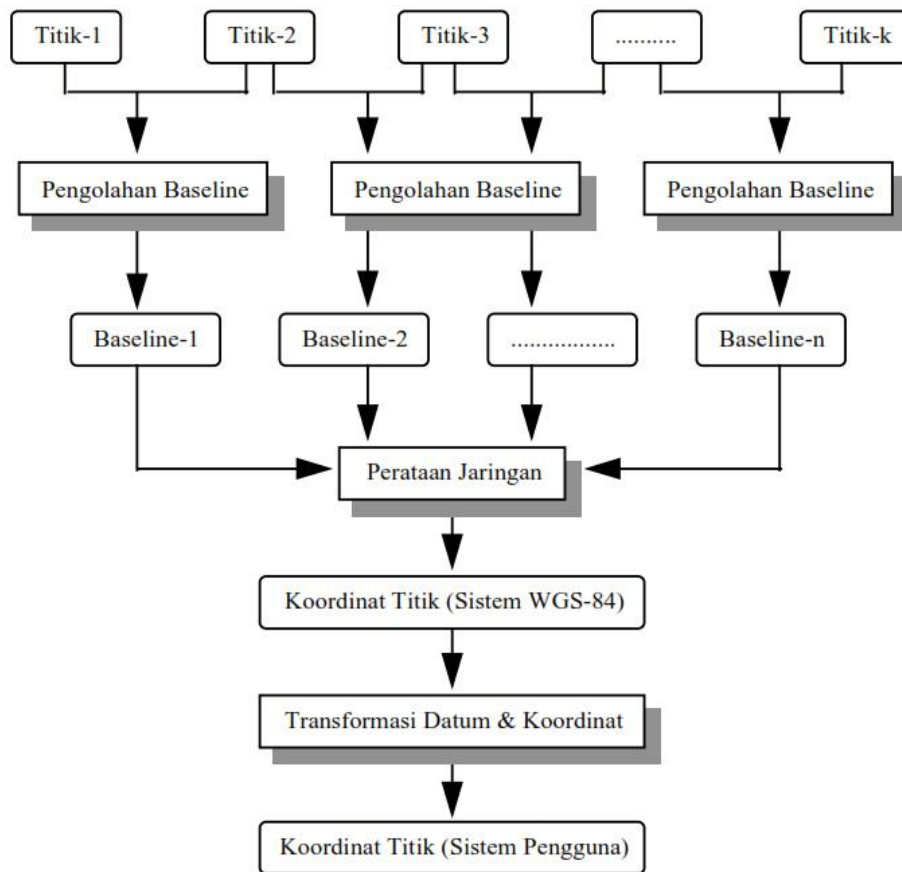 Titik-1
Titik-2
Titik-3
..........
Titik-k
Pengolahan Baseline
Pengolahan Baseline
Pengolahan Baseline
Baseline-1
Baseline-2
.................
Baseline-n
Perataan Jaringan
Koordinat Titik (Sistem WGS-84)
Transformasi Datum & Koordinat
Koordinat Titik (Sistem Pengguna)